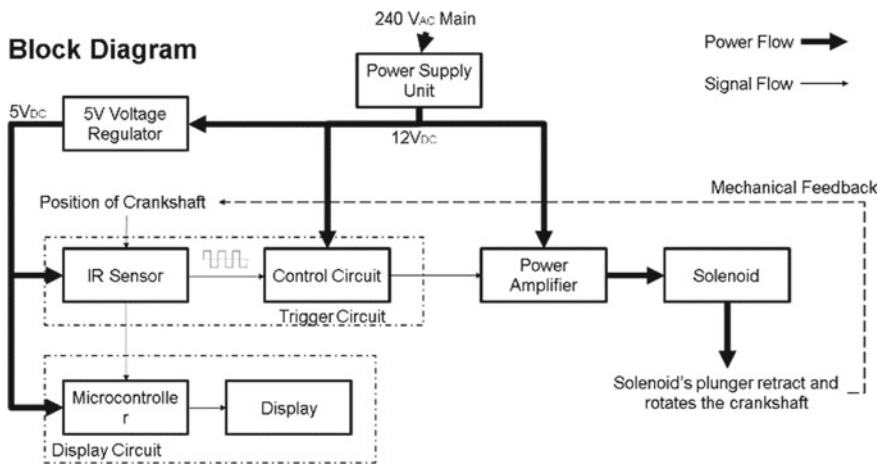 Block Diagram
240 VAC Main
Power Supply
Unit
Power Flow
Signal Flow
5VDC
5V Voltage
Regulator
12VDC
Mechanical Feedback
Position of Crankshaft
IR Sensor
Control Circuit
Power
Amplifier
Solenoid
Trigger Circuit
Solenoid's plunger retract and
rotates the crankshaft
Microcontrolle
r
Display
Display Circuit